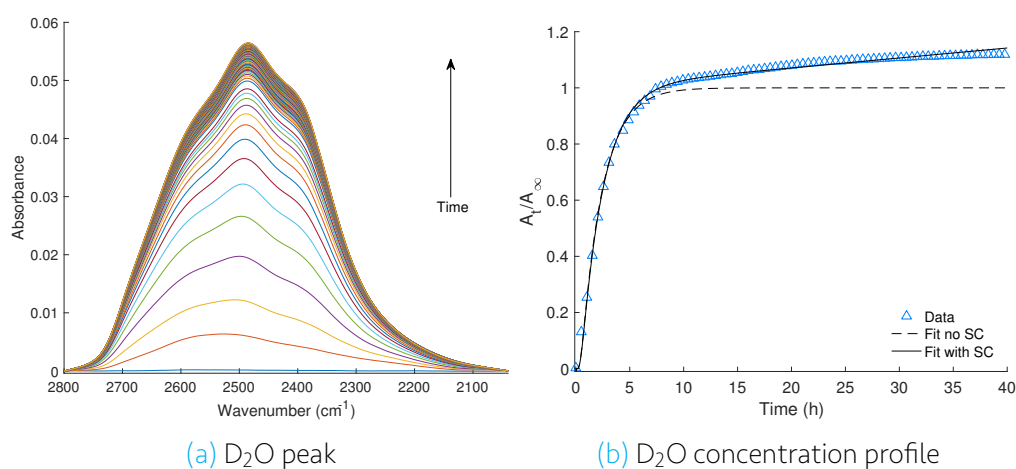 0.06
0.05
0.04
0.03
0.02
0.01
0
Absorbance
2800 2700 2600 2500 2400 2300 2200 2100
Wavenumber (cm⁻¹)
Time
(a) D₂O peak
1.2
1
0.8
0.6
0.4
0.2
0
Aₜ/A∞
0 5 10 15 20 25 30 35 40
Time (h)
Data
Fit no SC
Fit with SC
(b) D₂O concentration profile